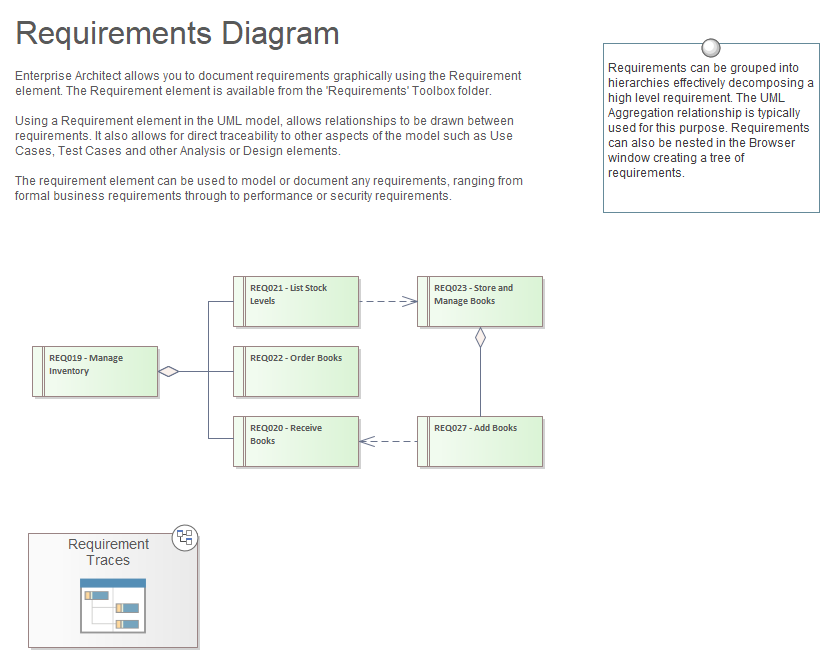 Requirements Diagram
Enterprise Architect allows you to document requirements graphically using the Requirement
element. The Requirement element is available from the 'Requirements' Toolbox folder.
Using a Requirement element in the UML model, allows relationships to be drawn between
requirements. It also allows for direct traceability to other aspects of the model such as Use
Cases, Test Cases and other Analysis or Design elements.
The requirement element can be used to model or document any requirements, ranging from
formal business requirements through to performance or security requirements.
Requirements can be grouped into
hierarchies effectively decomposing a
high level requirement. The UML
Aggregation relationship is typically
used for this purpose. Requirements
can also be nested in the Browser
window creating a tree of
requirements.
REQ021 - List Stock
Levels
REQ023 - Store and
Manage Books
REQ019 - Manage
Inventory
REQ022 - Order Books
REQ020 - Receive
Books
REQ027 - Add Books
Requirement
Traces